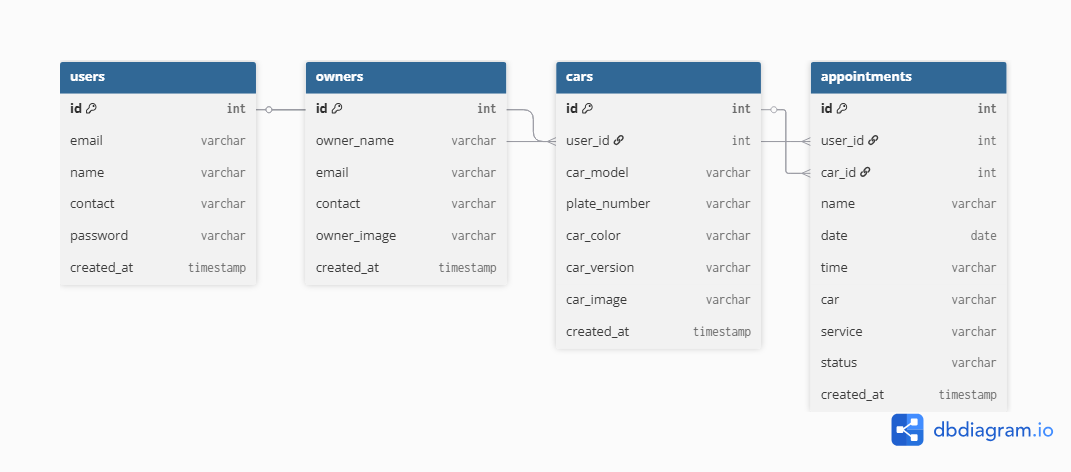 users
id int
email varchar
name varchar
contact varchar
password varchar
created_at timestamp
owners
id int
owner_name varchar
email varchar
contact varchar
owner_image varchar
created_at timestamp
cars
id int
user_id int
car_model varchar
plate_number varchar
car_color varchar
car_version varchar
car_image varchar
created_at timestamp
appointments
id int
user_id int
car_id int
name varchar
date date
time varchar
car varchar
service varchar
status varchar
created_at timestamp
dbdiagram.io